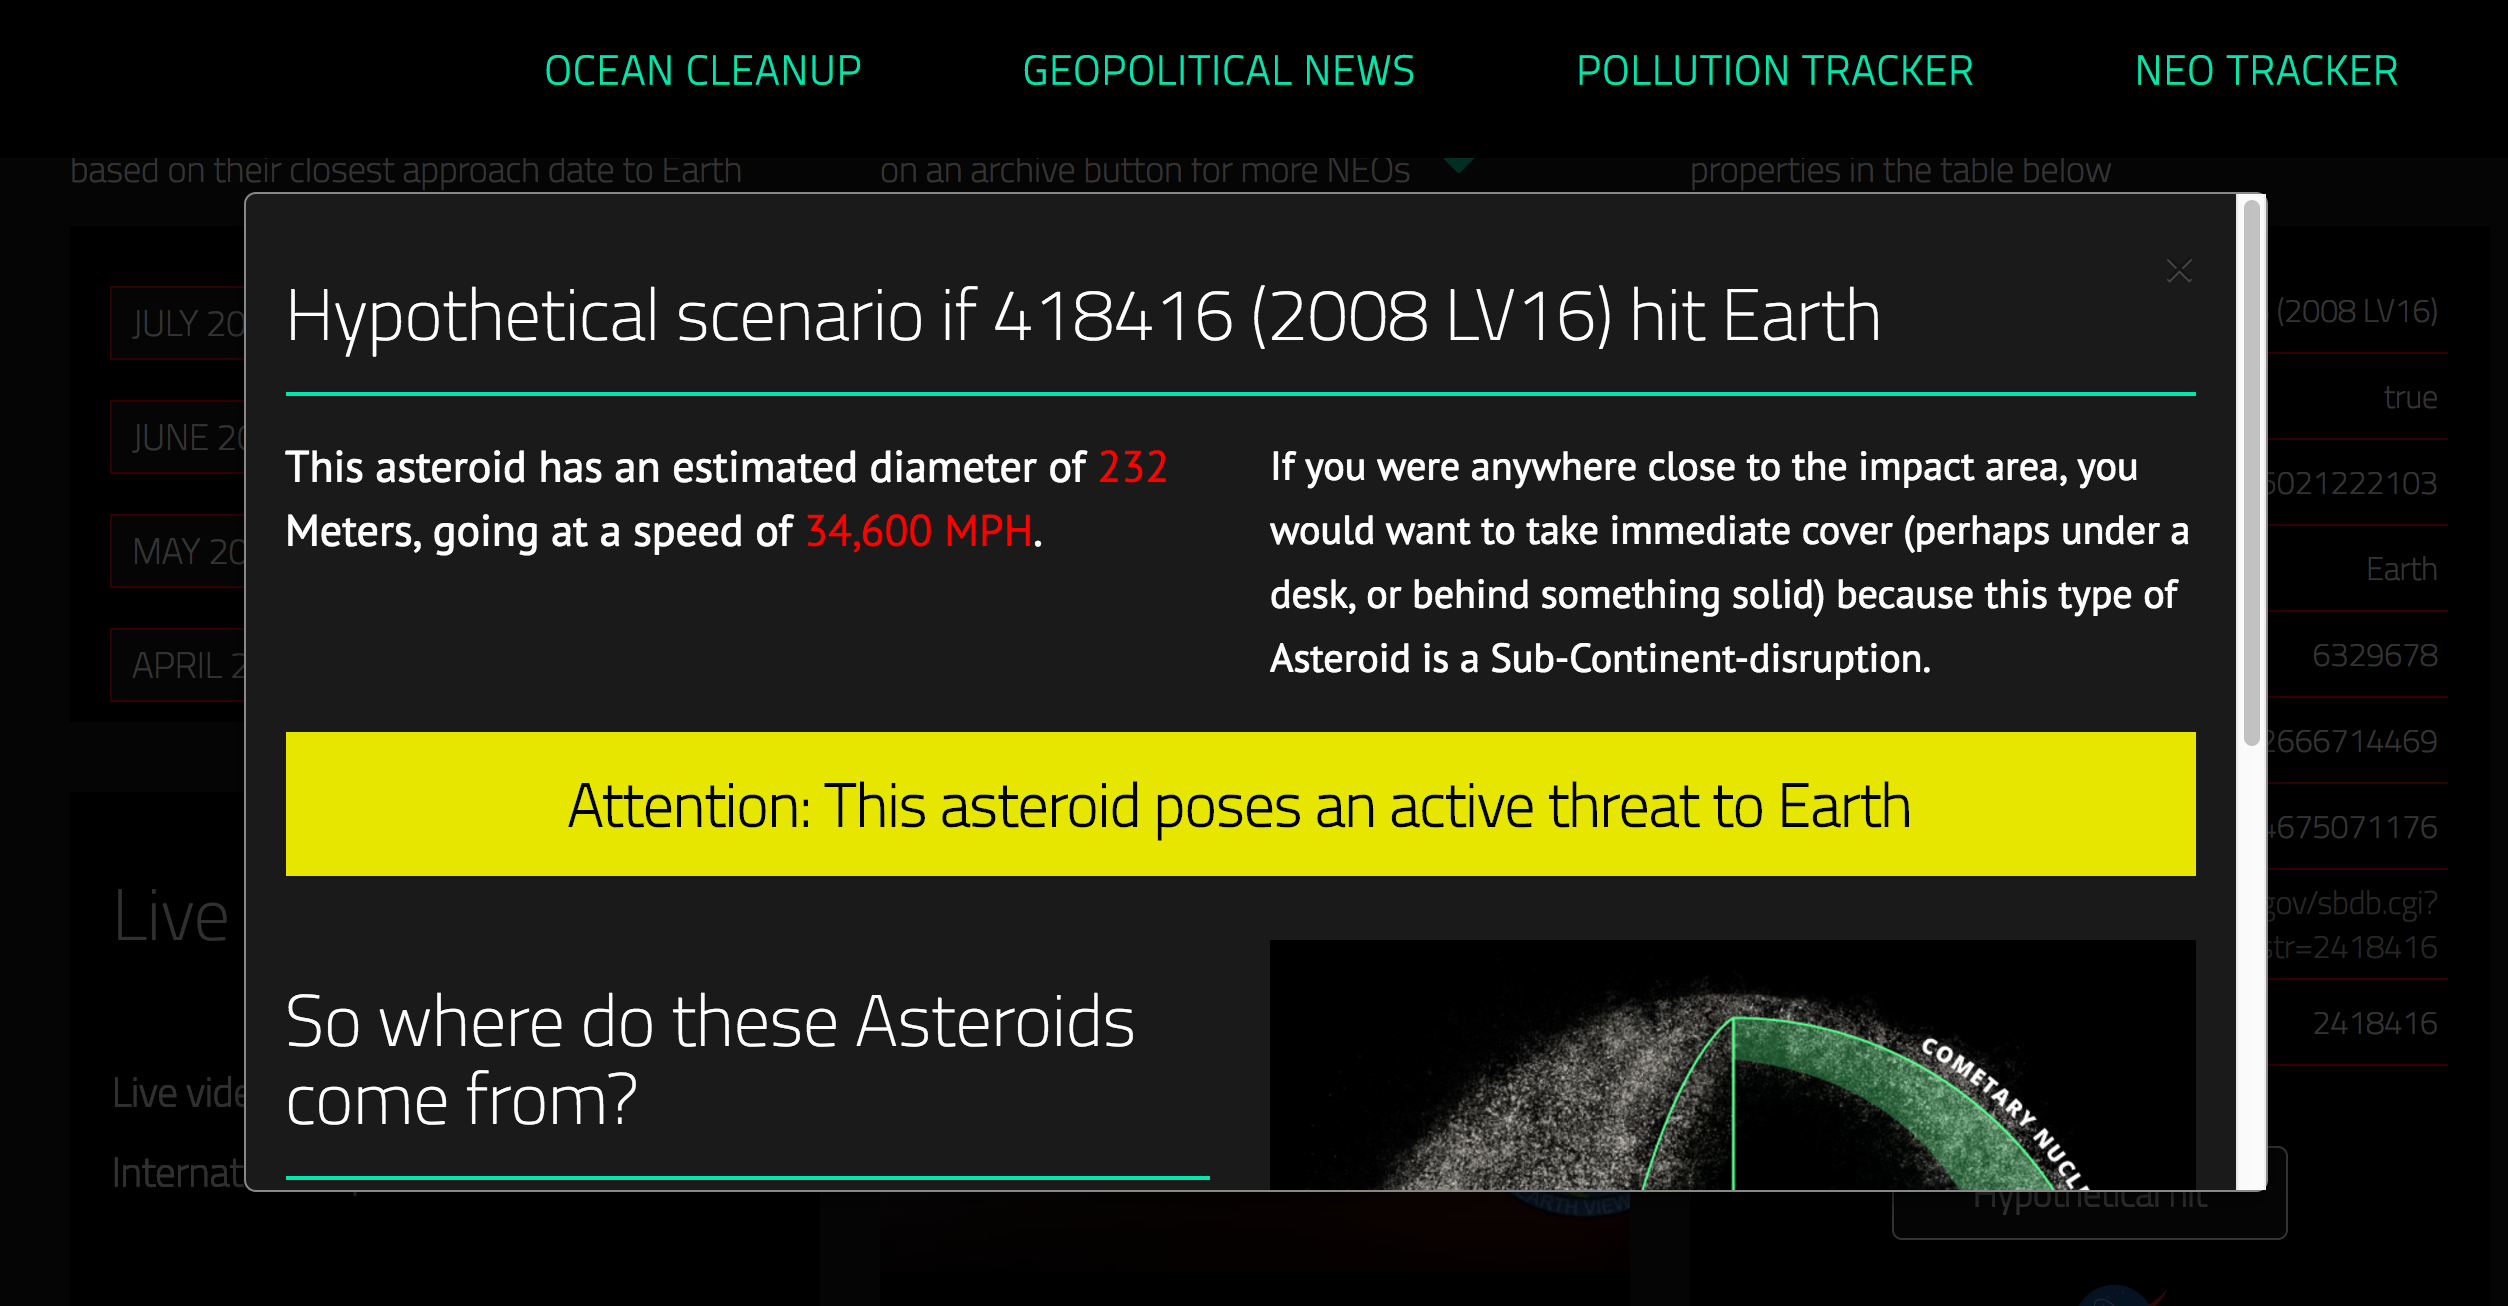 OCEAN CLEANUP GEOPOLITICAL NEWS POLLUTION TRACKER NEO TRACKER
based on their closest approach date to Earth
on an archive button for more NEOs
properties in the table below
Hypothetical scenario if 418416 (2008 LV16) hit Earth
This asteroid has an estimated diameter of 232
Meters, going at a speed of 34,600 MPH.
If you were anywhere close to the impact area, you
would want to take immediate cover (perhaps under a
desk, or behind something solid) because this type of
Asteroid is a Sub-Continent-disruption.
Attention: This asteroid poses an active threat to Earth
So where do these Asteroids
come from?
COMETARY NUCL
JULY 20
JUNE 20
MAY 20
APRIL 2
Live
Live vide
Internat
(2008 LV16)
true
5021222103
Earth
6329678
2666714469
4675071176
gov/sbdb.cgi?
str=2418416
2418416
Hypothetical hit
EARTH VIEW